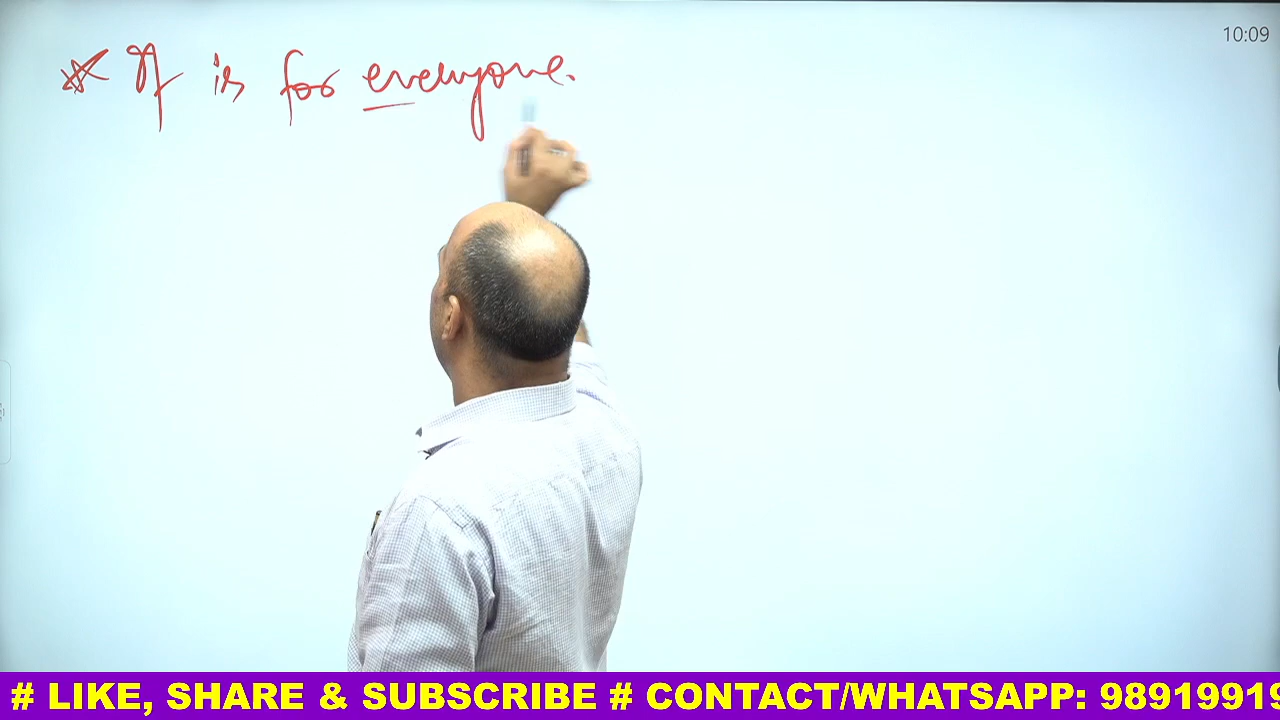 10:09
It is for everyone.
# LIKE, SHARE & SUBSCRIBE # CONTACT/WHATSAPP: 98919919